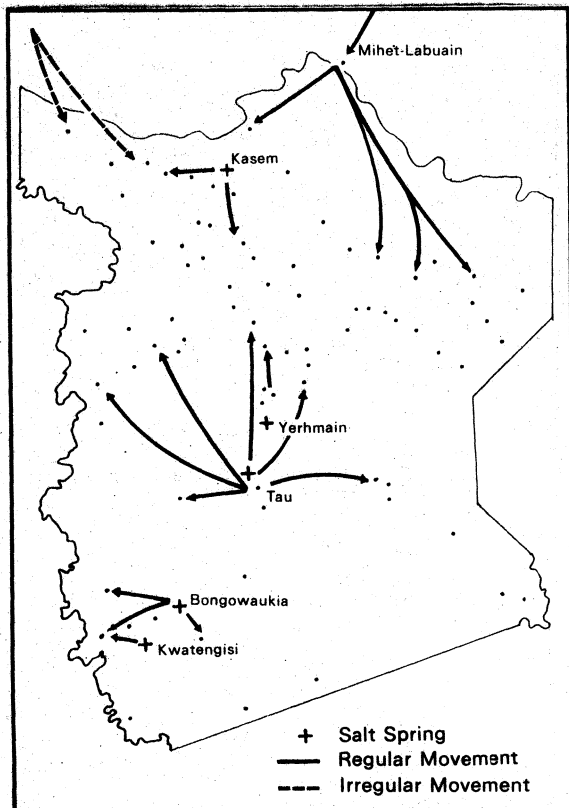 Mihet-Labuain
Kasem
Yerhmain
Tau
Bongowaukia
Kwatengisi
Salt Spring
Regular Movement
Irregular Movement